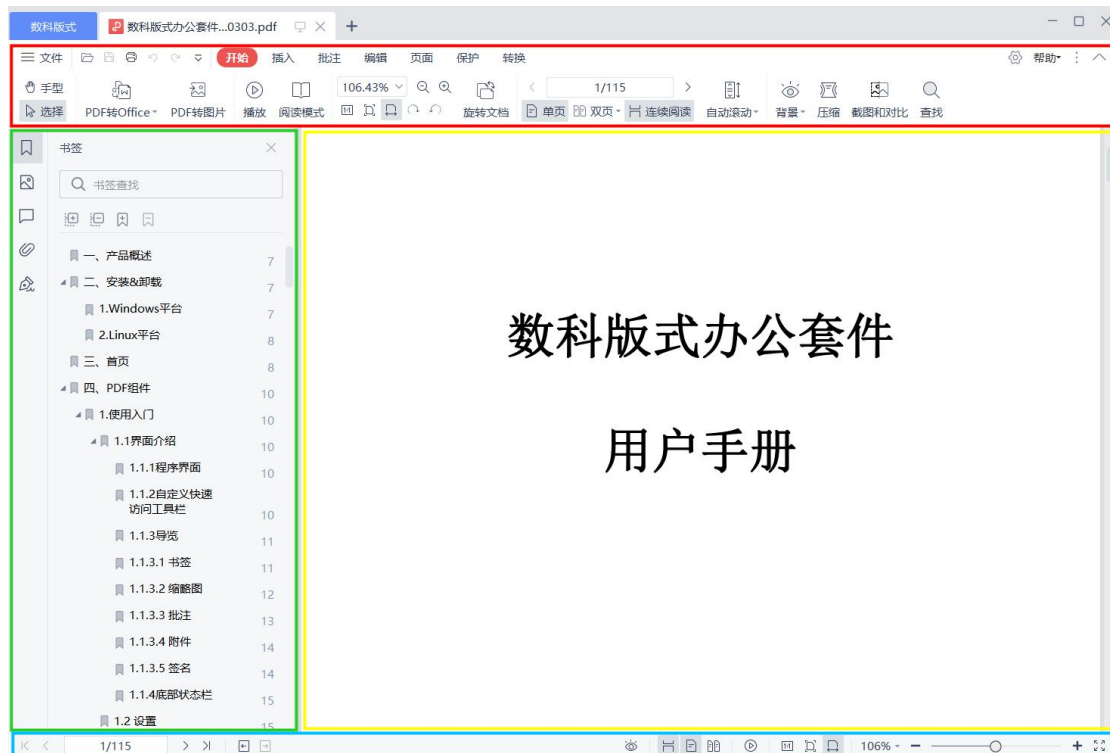 数科版式
数科版式办公套件...0303.pdf
文件
开始 插入 批注 编辑 页面 保护 转换
帮助
手型
选择
PDF转Office
PDF转图片
播放
阅读模式
106.43%
旋转文档
1/115
单页 双页 连续阅读
自动滚动
背景
压缩
截图和对比
查找
书签
书签查找
一、产品概述 7
二、安装&卸载 7
1.Windows平台 7
2.Linux平台 8
三、首页 8
四、PDF组件 10
1.使用入门 10
1.1界面介绍 10
1.1.1程序界面 10
1.1.2自定义快速
访问工具栏 10
1.1.3导览 11
1.1.3.1 书签 11
1.1.3.2 缩略图 12
1.1.3.3 批注 13
1.1.3.4 附件 14
1.1.3.5 签名 14
1.1.4底部状态栏 15
1.2 设置 15
数科版式办公套件
用户手册
1/115
106%